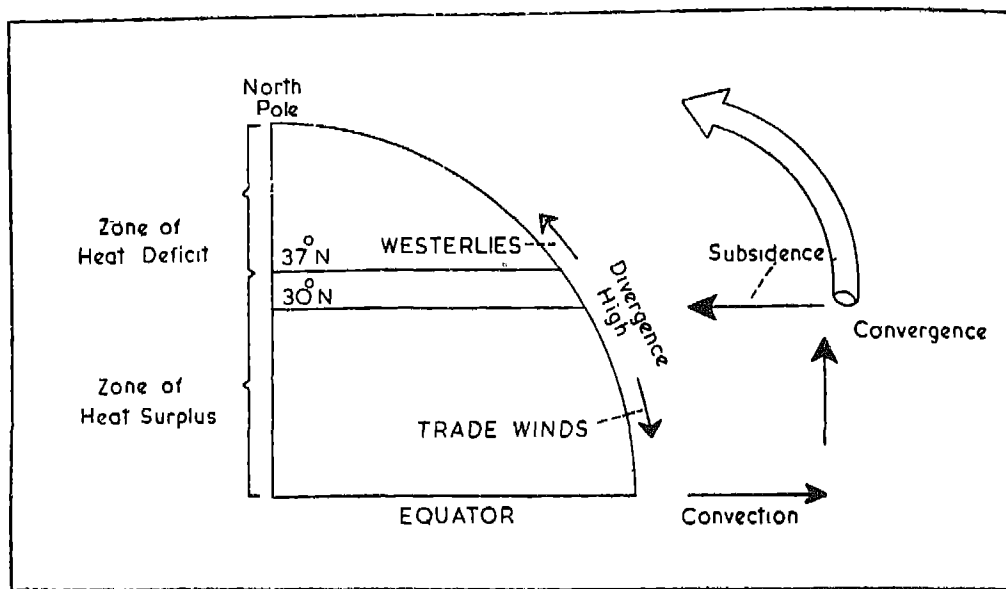 North
Pole
Zone of
Heat Deficit
37°N
WESTERLIES
30°N
Divergence
High
Subsidence
Convergence
Zone of
Heat Surplus
TRADE WINDS
EQUATOR
Convection